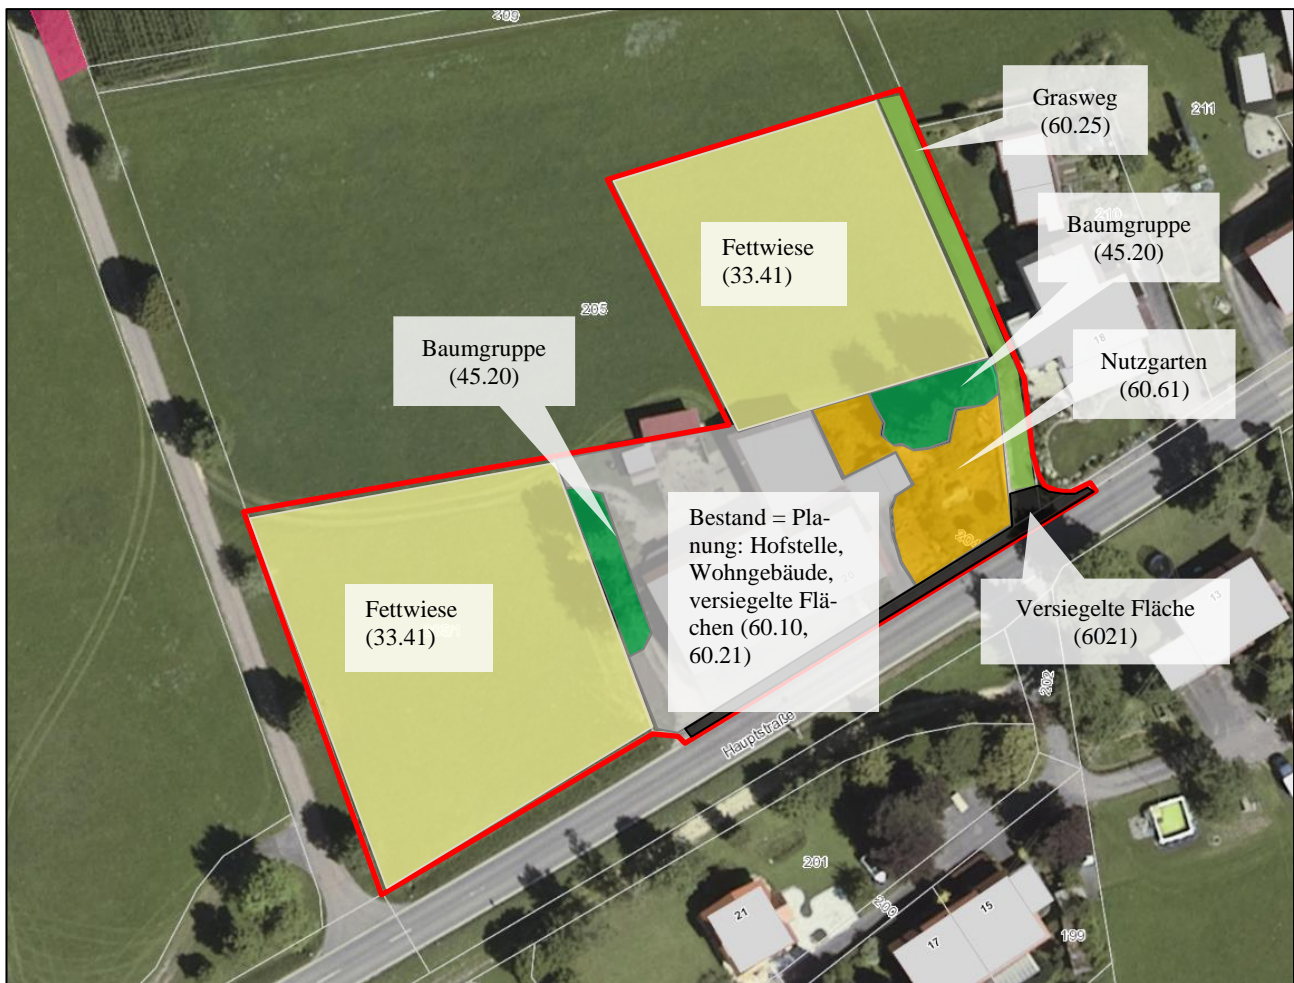 209
Grasweg
(60.25)
211
Baumgruppe
(45.20)
Fettwiese
(33.41)
205
18
Baumgruppe
(45.20)
Nutzgarten
(60.61)
Bestand = Pla-
nung: Hofstelle,
Wohngebäude,
versiegelte Flä-
chen (60.10,
60.21)
Fettwiese
(33.41)
Versiegelte Fläche
(6021)
13
202
Hauptstraße
201
21
200
15
17
199